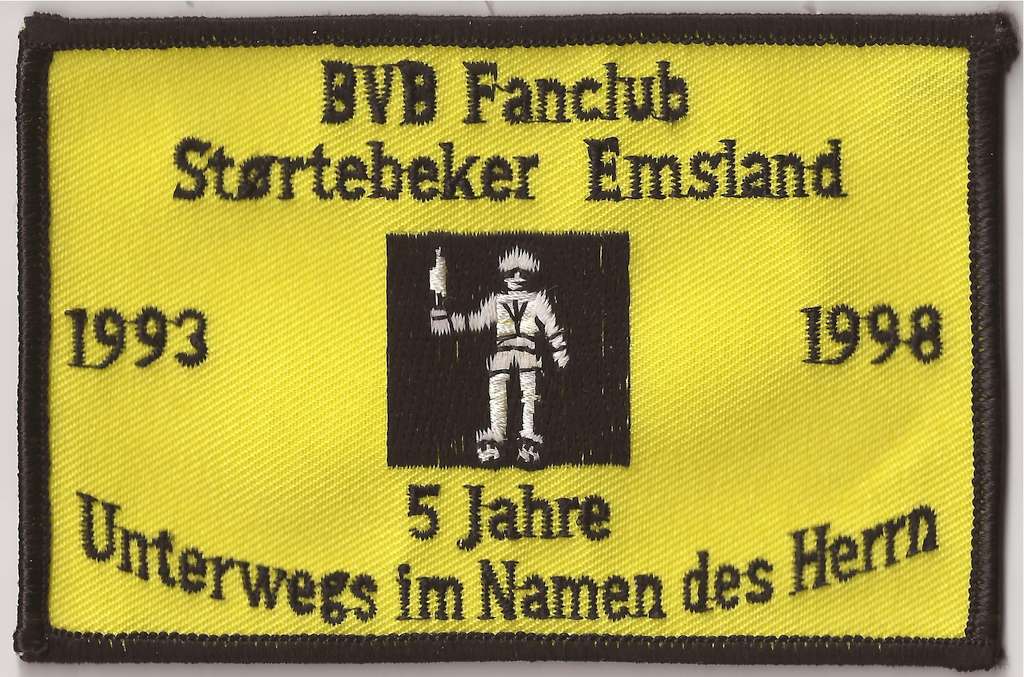 BVB Fanclub
Størtebeker Emsland
1993 1998
5 Jahre
Unterwegs im Namen des Herrn